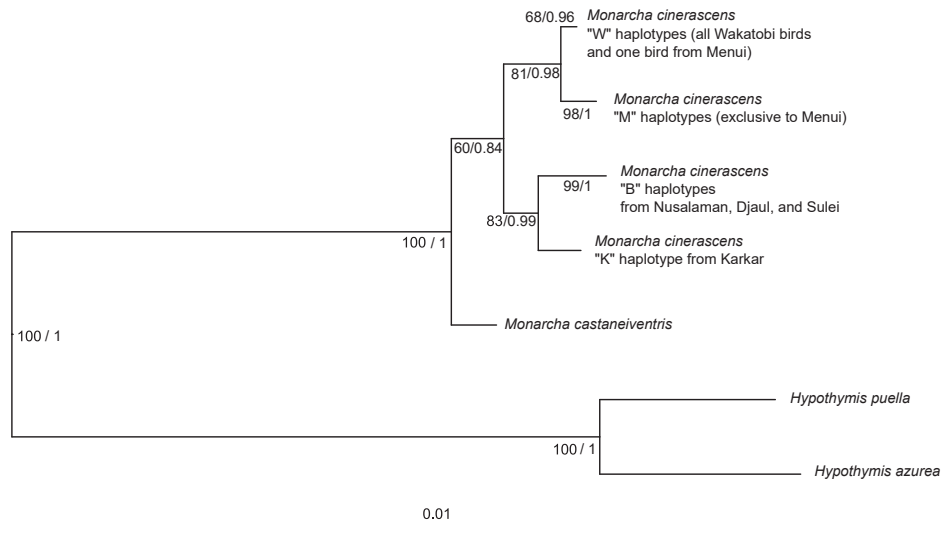 68/0.96
Monarcha cinerascens
"W" haplotypes (all Wakatobi birds
and one bird from Menui)
81/0.98
Monarcha cinerascens
"M" haplotypes (exclusive to Menui)
98/1
60/0.84
Monarcha cinerascens
"B" haplotypes
from Nusalaman, Djaul, and Sulei
99/1
83/0.99
Monarcha cinerascens
"K" haplotype from Karkar
100 / 1
Monarcha castaneiventris
100 / 1
Hypothymis puella
100 / 1
Hypothymis azurea
0.01